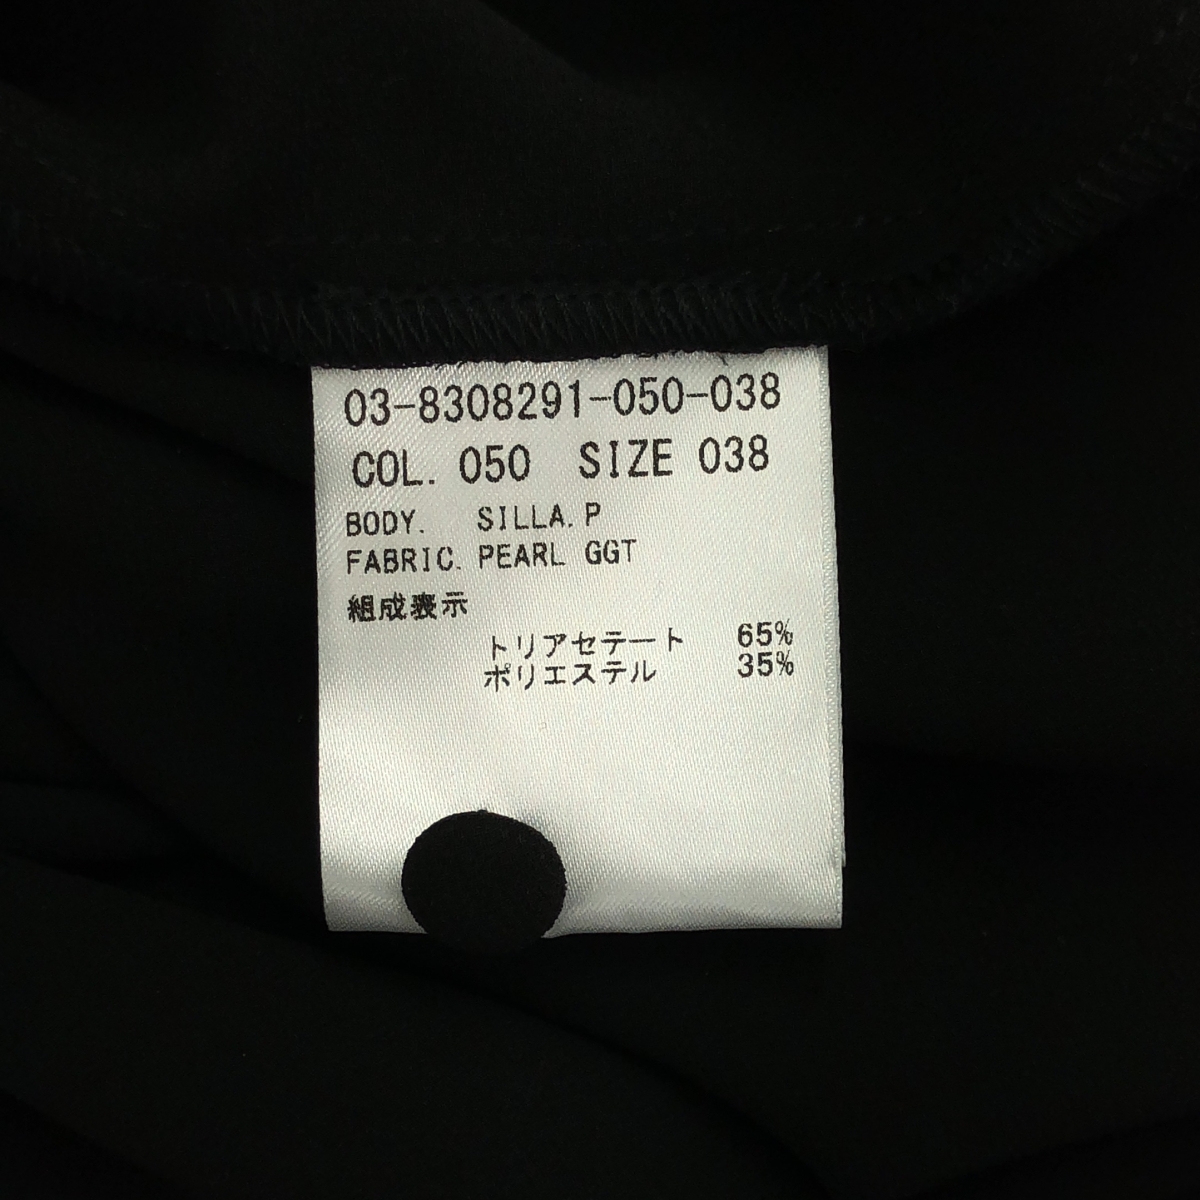 03-8308291-050-038
COL. 050 SIZE 038
BODY. SILLA.P
FABRIC. PEARL GGT
組成表示
トリアセテート 65%
ポリエステル 35%